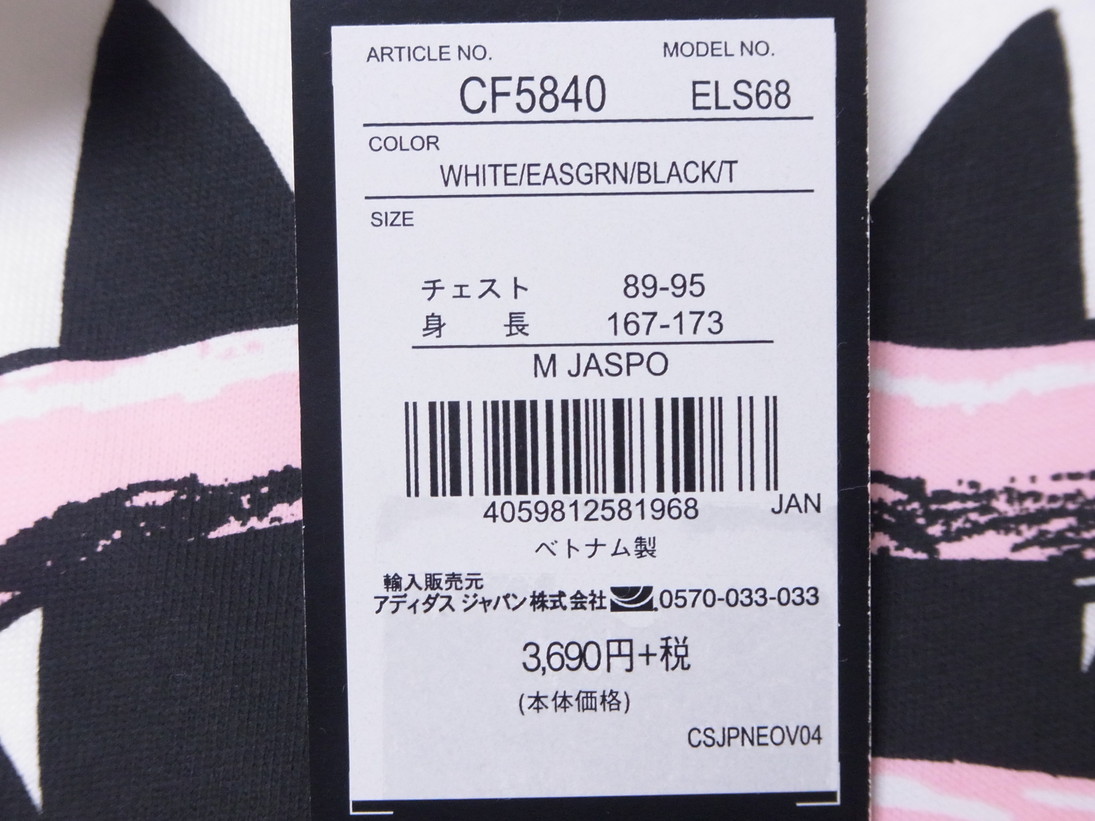 ARTICLE NO. MODEL NO.
CF5840 ELS68
COLOR
WHITE/EASGRN/BLACK/T
SIZE
チェスト 89-95
身 長 167-173
M JASPO
4059812581968 JAN
ベトナム製
輸入販売元
アディダス ジャパン株式会社 0570-033-033
3,690円+税
(本体価格)
CSJPNEOV04